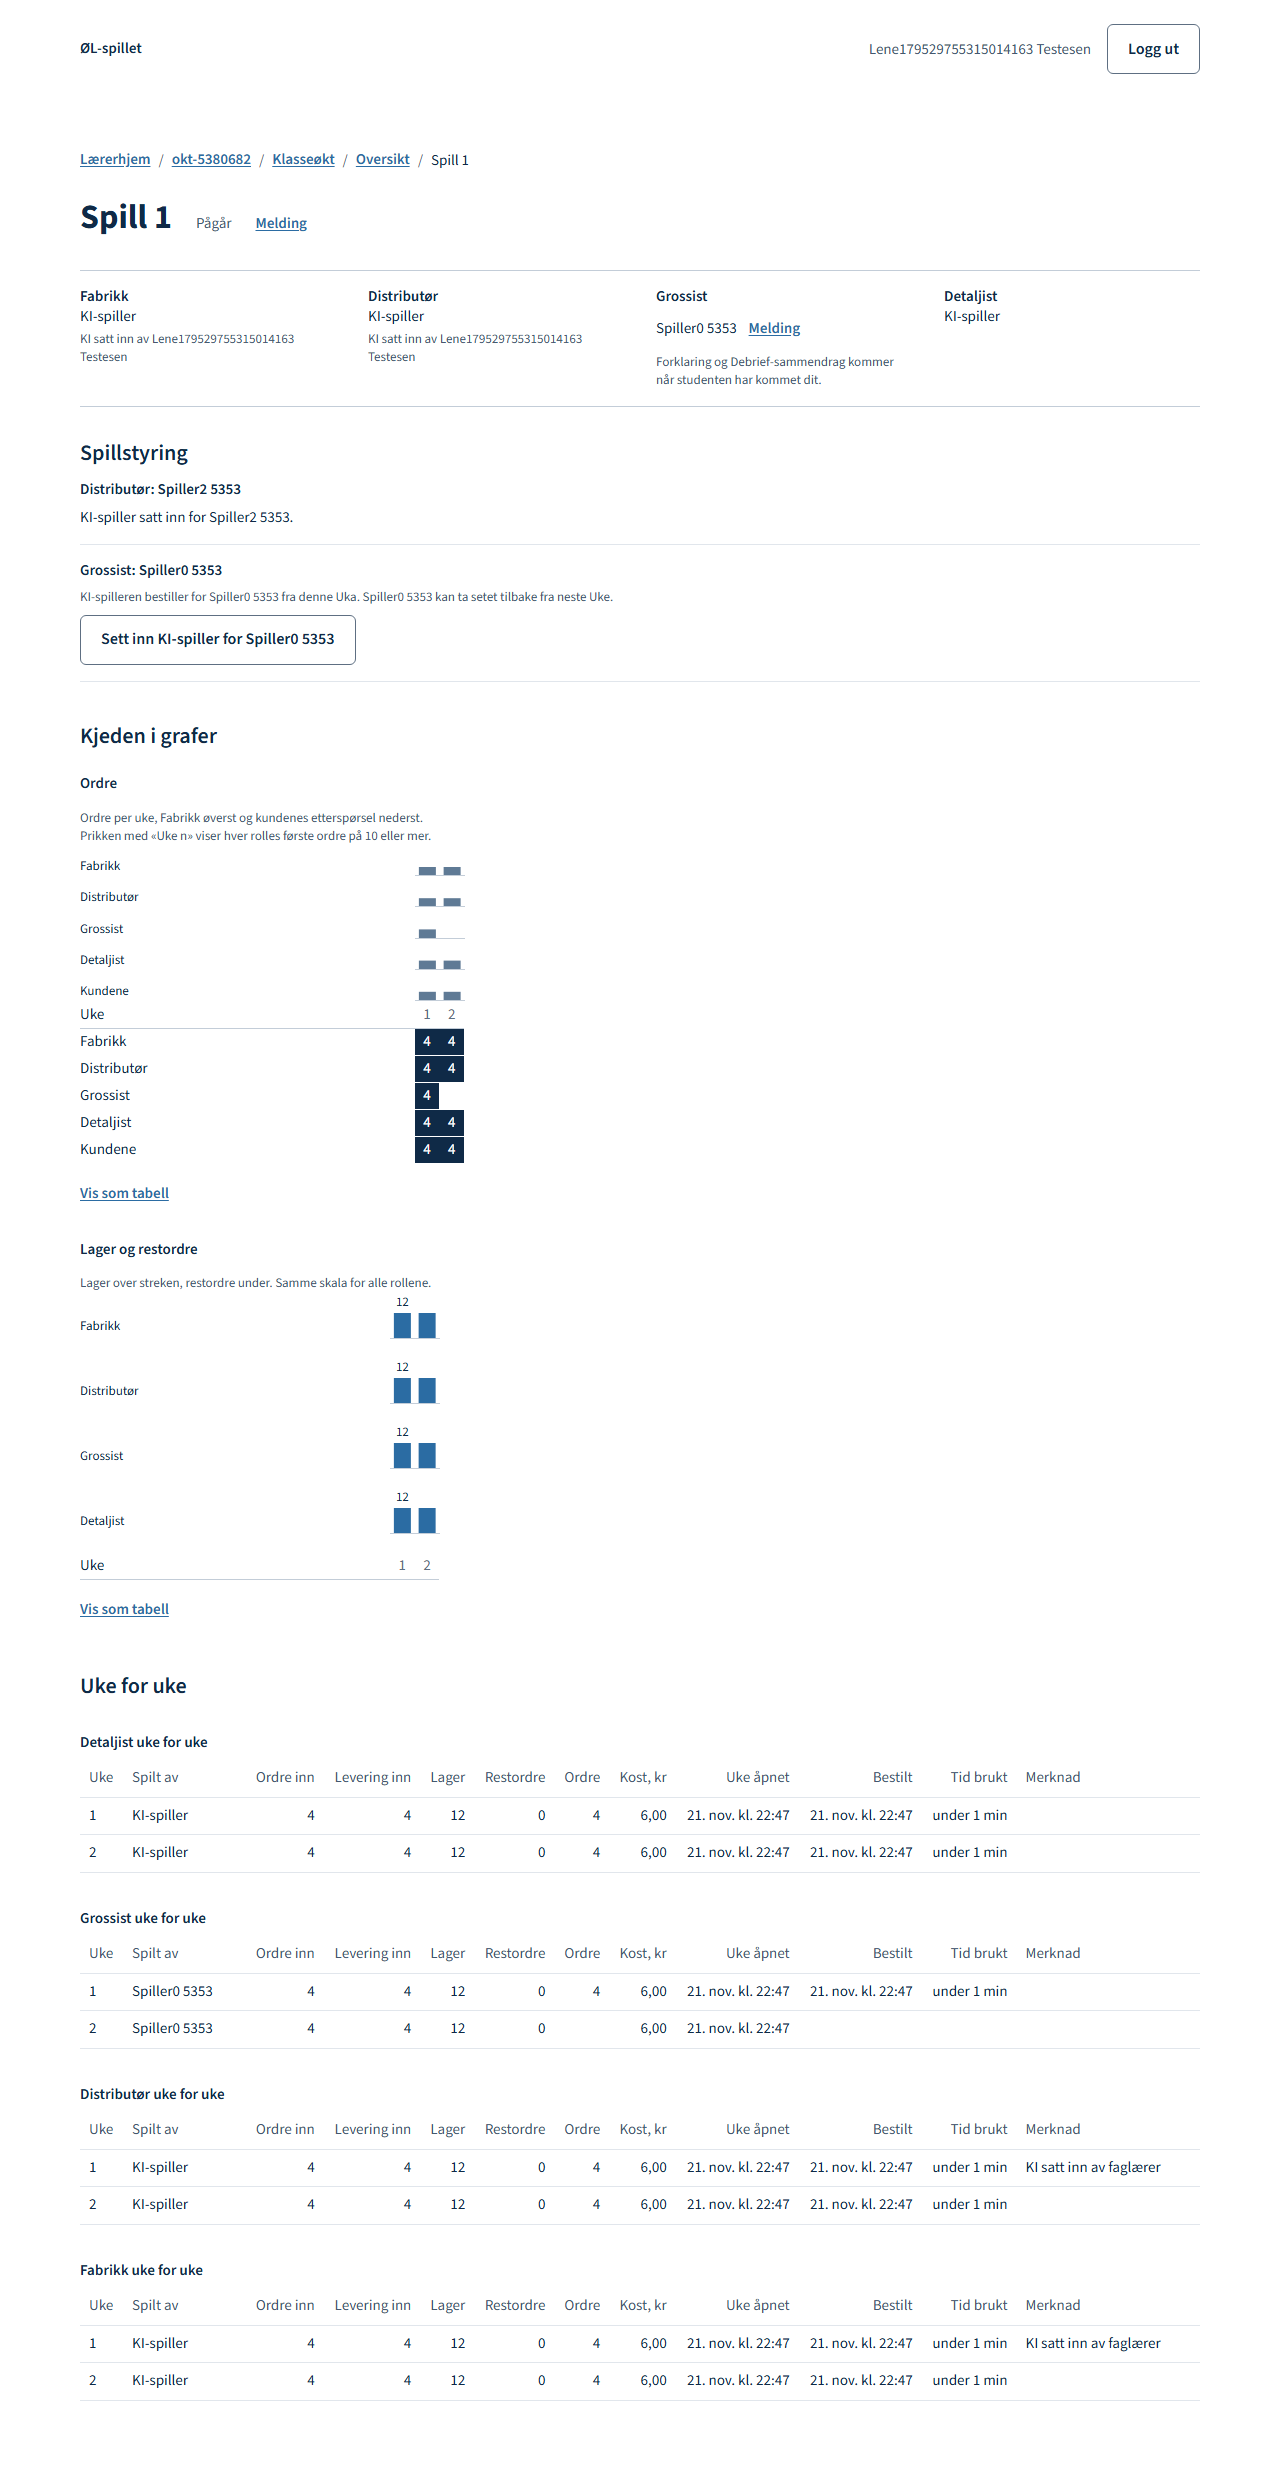 ØL-spillet
Lene179529755315014163 Testesen
Logg ut
Lærerhjem / okt-5380682 / Klasseøkt / Oversikt / Spill 1
Spill 1 Pågår Melding
Fabrikk
KI-spiller
KI satt inn av Lene179529755315014163
Testesen
Distributør
KI-spiller
KI satt inn av Lene179529755315014163
Testesen
Grossist
Spiller0 5353 Melding
Forklaring og Debrief-sammendrag kommer
når studenten har kommet dit.
Detaljist
KI-spiller
Spillstyring
Distributør: Spiller2 5353
KI-spiller satt inn for Spiller2 5353.
Grossist: Spiller0 5353
KI-spilleren bestiller for Spiller0 5353 fra denne Uka. Spiller0 5353 kan ta setet tilbake fra neste Uke.
Sett inn KI-spiller for Spiller0 5353
Kjeden i grafer
Ordre
Ordre per uke, Fabrikk øverst og kundenes etterspørsel nederst.
Prikken med «Uke n» viser hver rolles første ordre på 10 eller mer.
Fabrikk
Distributør
Grossist
Detaljist
Kundene
Uke 1 2
Fabrikk 4 4
Distributør 4 4
Grossist 4
Detaljist 4 4
Kundene 4 4
Vis som tabell
Lager og restordre
Lager over streken, restordre under. Samme skala for alle rollene.
12
Fabrikk
12
Distributør
12
Grossist
12
Detaljist
Uke 1 2
Vis som tabell
Uke for uke
Detaljist uke for uke
Uke Spilt av Ordre inn Levering inn Lager Restordre Ordre Kost, kr Uke åpnet Bestilt Tid brukt Merknad
1 KI-spiller 4 4 12 0 4 6,00 21. nov. kl. 22:47 21. nov. kl. 22:47 under 1 min
2 KI-spiller 4 4 12 0 4 6,00 21. nov. kl. 22:47 21. nov. kl. 22:47 under 1 min
Grossist uke for uke
Uke Spilt av Ordre inn Levering inn Lager Restordre Ordre Kost, kr Uke åpnet Bestilt Tid brukt Merknad
1 Spiller0 5353 4 4 12 0 4 6,00 21. nov. kl. 22:47 21. nov. kl. 22:47 under 1 min
2 Spiller0 5353 4 4 12 0 6,00 21. nov. kl. 22:47
Distributør uke for uke
Uke Spilt av Ordre inn Levering inn Lager Restordre Ordre Kost, kr Uke åpnet Bestilt Tid brukt Merknad
1 KI-spiller 4 4 12 0 4 6,00 21. nov. kl. 22:47 21. nov. kl. 22:47 under 1 min KI satt inn av faglærer
2 KI-spiller 4 4 12 0 4 6,00 21. nov. kl. 22:47 21. nov. kl. 22:47 under 1 min
Fabrikk uke for uke
Uke Spilt av Ordre inn Levering inn Lager Restordre Ordre Kost, kr Uke åpnet Bestilt Tid brukt Merknad
1 KI-spiller 4 4 12 0 4 6,00 21. nov. kl. 22:47 21. nov. kl. 22:47 under 1 min KI satt inn av faglærer
2 KI-spiller 4 4 12 0 4 6,00 21. nov. kl. 22:47 21. nov. kl. 22:47 under 1 min